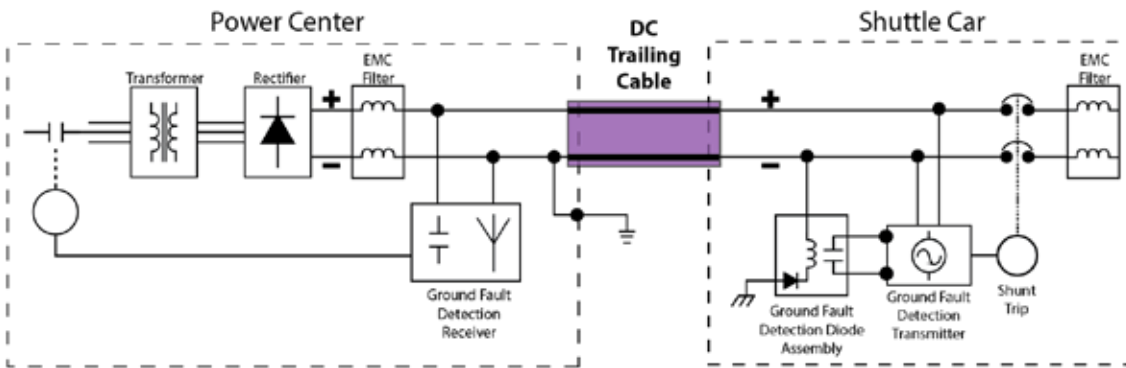 Power Center
DC
Trailing
Cable
Shuttle Car
Transformer
Rectifier
EMC
Filter
EMC
Filter
+
+
−
−
Ground Fault
Detection
Receiver
Ground Fault
Detection Diode
Assembly
Ground Fault
Detection
Transmitter
Shunt
Trip